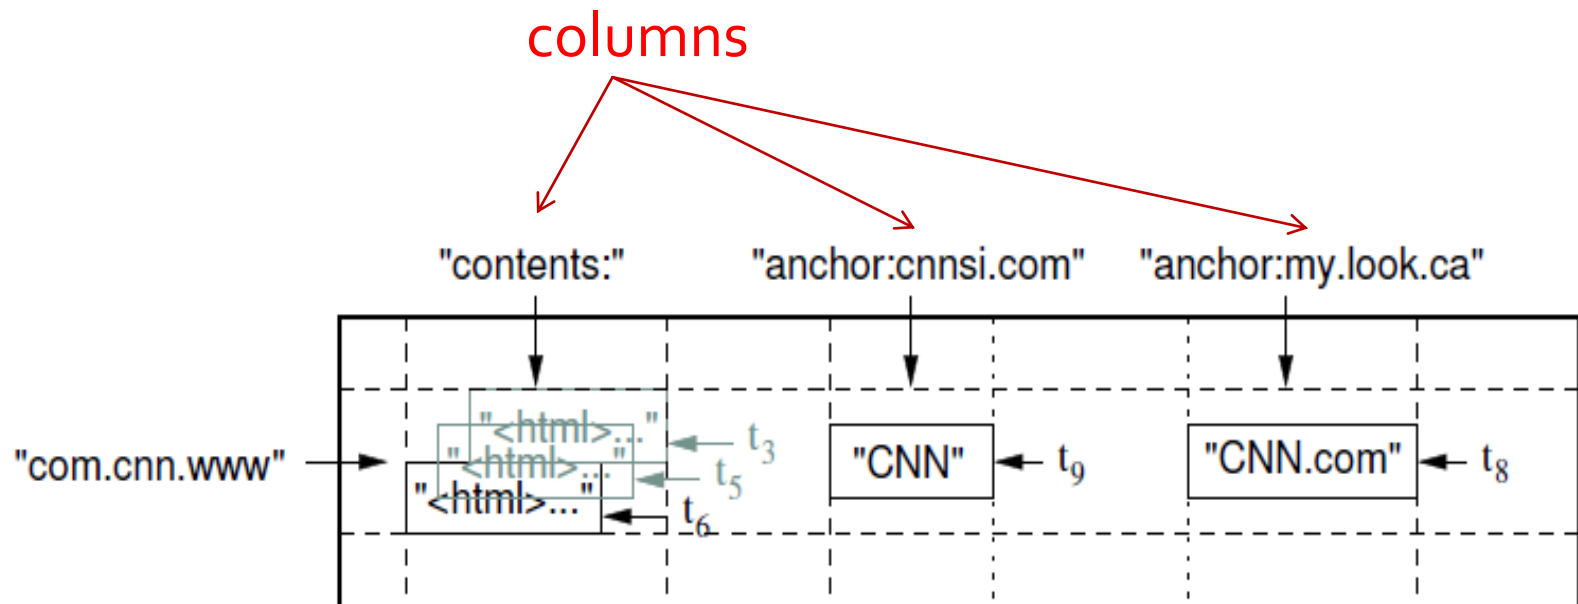 columns
"contents:" "anchor:cnnsi.com" "anchor:my.look.ca"
"<html>..." t3
"com.cnn.www" "<html>..." t5 "CNN" t9 "CNN.com" t8
"<html>..." t6